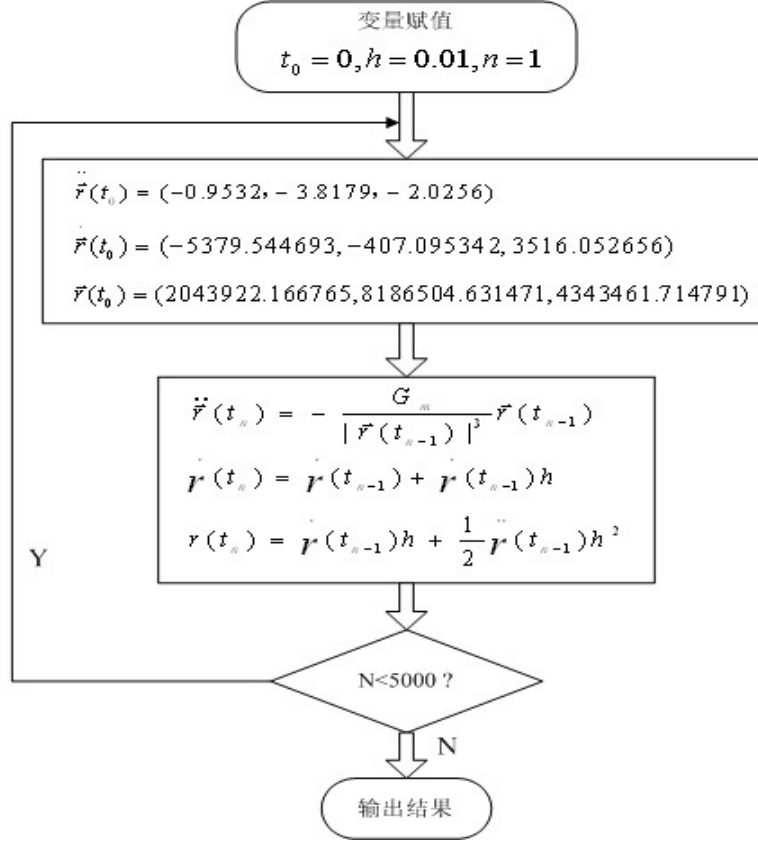 变量赋值
t₀ = 0, h = 0.01, n = 1
r⃗̈(t₀) = (-0.9532, - 3.8179, - 2.0256)
r⃗̇(t₀) = (-5379.544693, -407.095342, 3516.052656)
r⃗(t₀) = (2043922.166765, 8186504.631471, 4343461.714791)
r⃗̈(tₙ) = - Gₘ / | r⃗(tₙ₋₁) |³ r⃗(tₙ₋₁)
ṙ(tₙ) = ṙ(tₙ₋₁) + ṙ(tₙ₋₁)h
r(tₙ) = ṙ(tₙ₋₁)h + 1/2 r̈(tₙ₋₁)h²
Y
N<5000 ?
N
输出结果